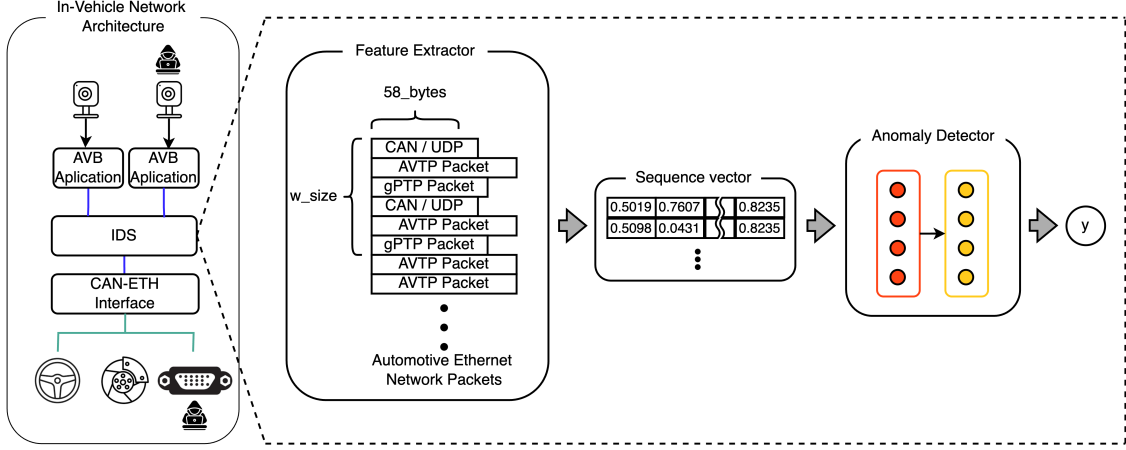 In-Vehicle Network
Architecture
AVB
Aplication
AVB
Aplication
IDS
CAN-ETH
Interface
Feature Extractor
58_bytes
w_size
CAN / UDP
AVTP Packet
gPTP Packet
CAN / UDP
AVTP Packet
gPTP Packet
AVTP Packet
AVTP Packet
Automotive Ethernet
Network Packets
Sequence vector
0.5019 0.7607 0.8235
0.5098 0.0431 0.8235
Anomaly Detector
y